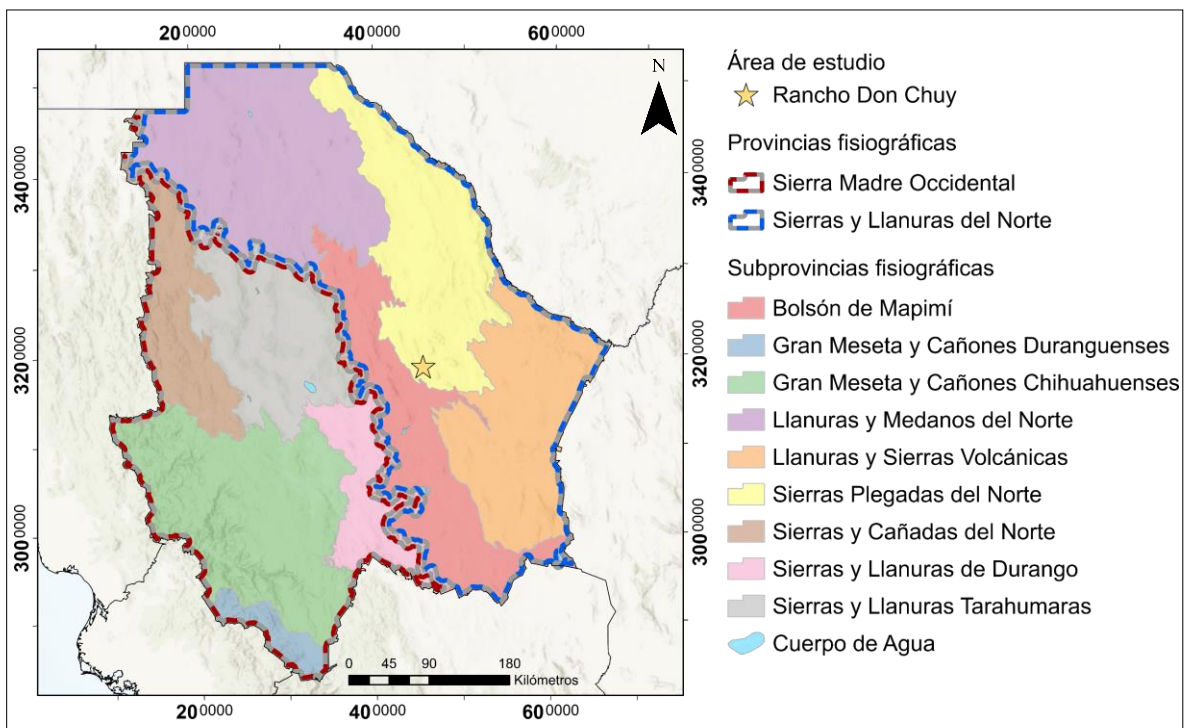 200000 400000 600000
N
Área de estudio
Rancho Don Chuy
Provincias fisiográficas
Sierra Madre Occidental
Sierras y Llanuras del Norte
Subprovincias fisiográficas
Bolsón de Mapimí
Gran Meseta y Cañones Duranguenses
Gran Meseta y Cañones Chihuahuenses
Llanuras y Medanos del Norte
Llanuras y Sierras Volcánicas
Sierras Plegadas del Norte
Sierras y Cañadas del Norte
Sierras y Llanuras de Durango
Sierras y Llanuras Tarahumaras
Cuerpo de Agua
3400000
3200000
3000000
3400000
3200000
3000000
0 45 90 180
Kilómetros
200000 400000 600000